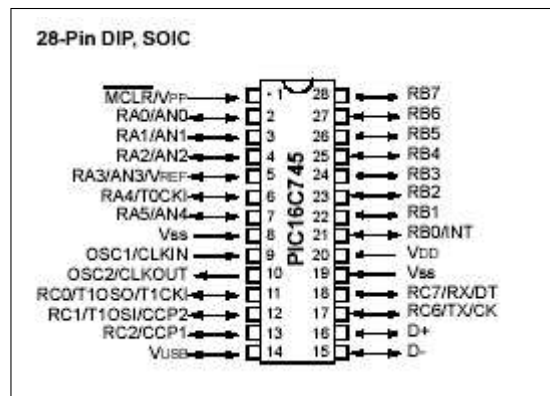 28-Pin DIP, SOIC
MCLR/VPP
RA0/AN0
RA1/AN1
RA2/AN2
RA3/AN3/VREF
RA4/T0CKI
RA5/AN4
Vss
OSC1/CLKIN
OSC2/CLKOUT
RC0/T1OSO/T1CKI
RC1/T1OSI/CCP2
RC2/CCP1
VUSB
1
2
3
4
5
6
7
8
9
10
11
12
13
14
PIC16C745
28
27
26
25
24
23
22
21
20
19
18
17
16
15
RB7
RB6
RB5
RB4
RB3
RB2
RB1
RB0/INT
VDD
Vss
RC7/RX/DT
RC6/TX/CK
D+
D-